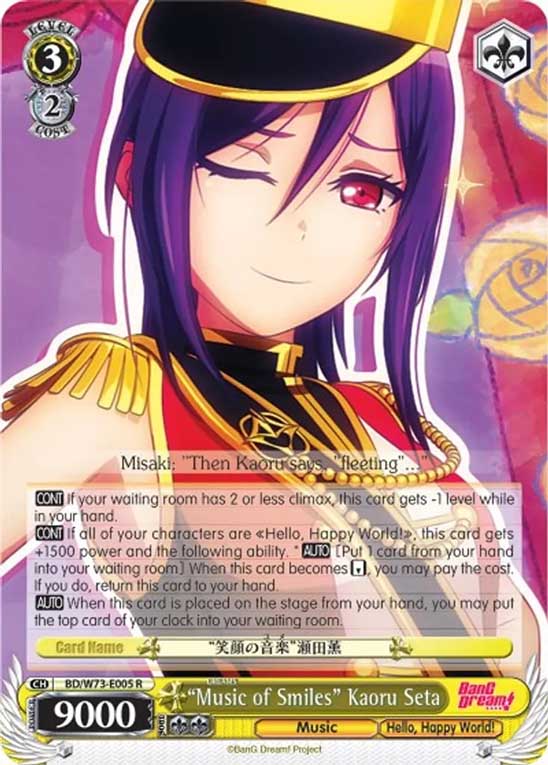 LEVEL
3
2
COST
Misaki: "Then Kaoru says, "fleeting"..."
CONT If your waiting room has 2 or less climax, this card gets -1 level while
in your hand.
CONT If all of your characters are «Hello, Happy World!», this card gets
+1500 power and the following ability. "AUTO [Put 1 card from your hand
into your waiting room] When this card becomes [▼], you may pay the cost.
If you do, return this card to your hand.
AUTO When this card is placed on the stage from your hand, you may put
the top card of your clock into your waiting room.
Card Name
“笑顔の音楽”瀬田薫
CH BD/W73-E005 R
“Music of Smiles” Kaoru Seta
BanG Dream!
POWER
9000
SOUL
Music
Hello, Happy World!
©BanG Dream! Project